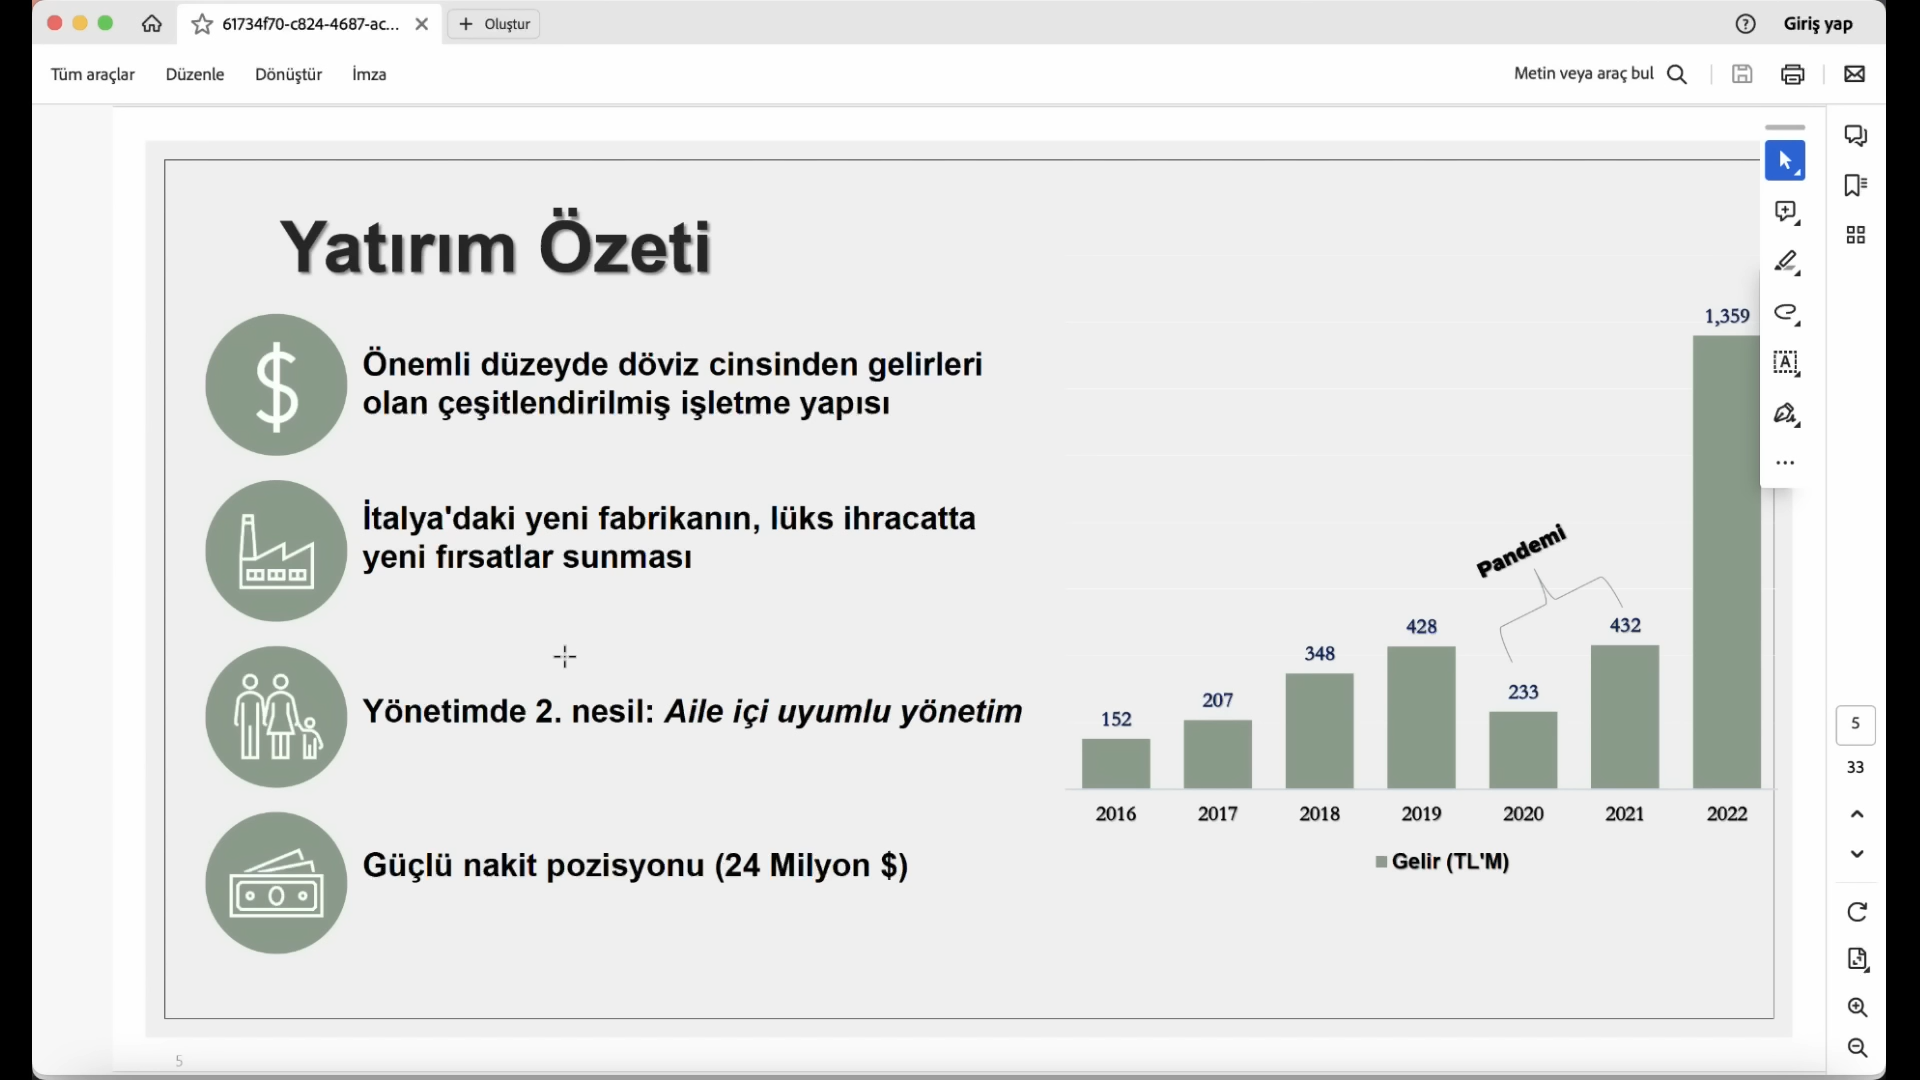 61734f70-c824-4687-ac...
Oluştur
Giriş yap
Tüm araçlar
Düzenle
Dönüştür
İmza
Metin veya araç bul
Yatırım Özeti
Önemli düzeyde döviz cinsinden gelirleri
olan çeşitlendirilmiş işletme yapısı
İtalya'daki yeni fabrikanın, lüks ihracatta
yeni fırsatlar sunması
Yönetimde 2. nesil: Aile içi uyumlu yönetim
Güçlü nakit pozisyonu (24 Milyon $)
1,359
Pandemi
428
432
348
233
207
152
2016 2017 2018 2019 2020 2021 2022
Gelir (TL'M)
5
33
5